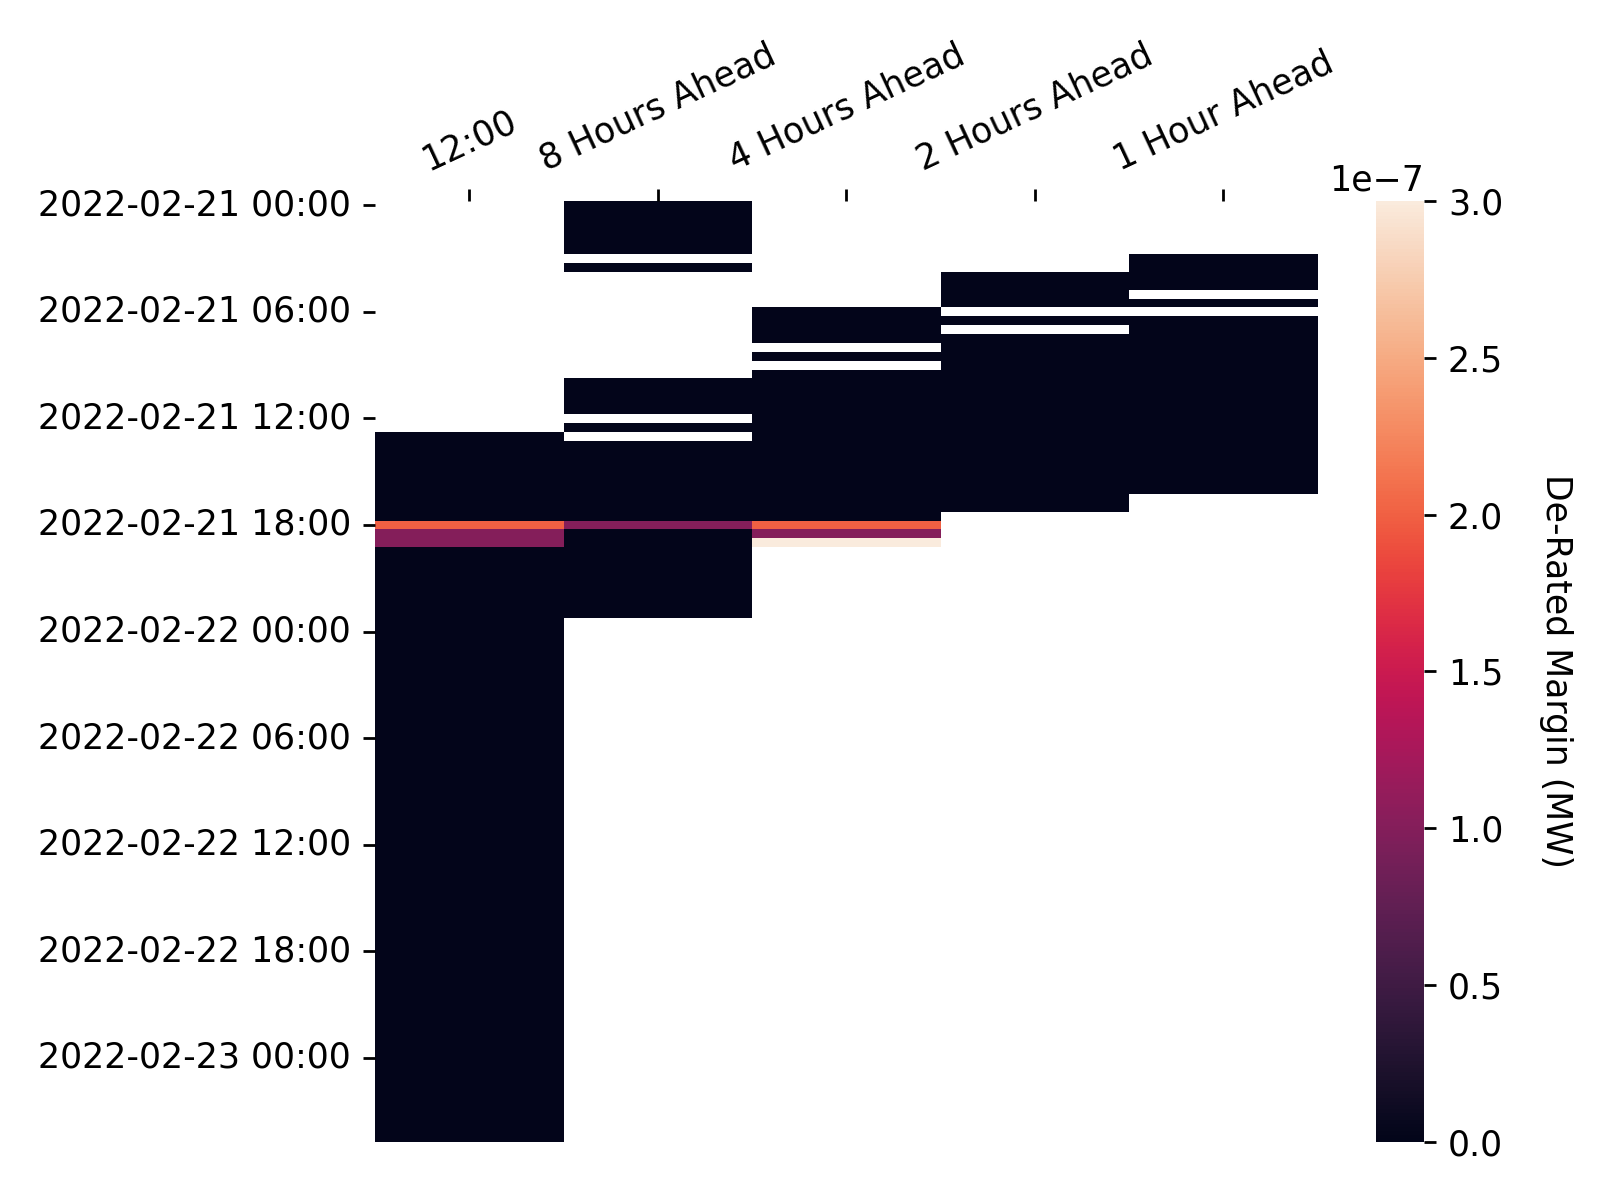 12:00
8 Hours Ahead
4 Hours Ahead
2 Hours Ahead
1 Hour Ahead
2022-02-21 00:00
2022-02-21 06:00
2022-02-21 12:00
2022-02-21 18:00
2022-02-22 00:00
2022-02-22 06:00
2022-02-22 12:00
2022-02-22 18:00
2022-02-23 00:00
1e−7
3.0
2.5
2.0
1.5
1.0
0.5
0.0
De-Rated Margin (MW)